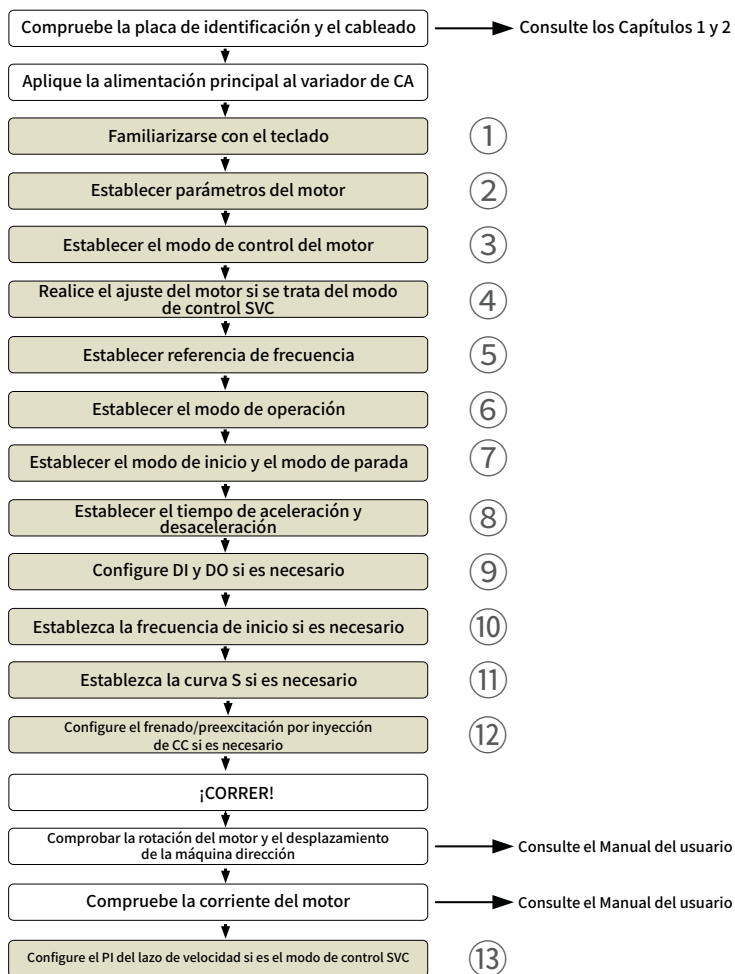 Compruebe la placa de identificación y el cableado
Consulte los Capítulos 1 y 2
Aplique la alimentación principal al variador de CA
Familiarizarse con el teclado
1
Establecer parámetros del motor
2
Establecer el modo de control del motor
3
Realice el ajuste del motor si se trata del modo
de control SVC
4
Establecer referencia de frecuencia
5
Establecer el modo de operación
6
Establecer el modo de inicio y el modo de parada
7
Establecer el tiempo de aceleración y
desaceleración
8
Configure DI y DO si es necesario
9
Establezca la frecuencia de inicio si es necesario
10
Establezca la curva S si es necesario
11
Configure el frenado/preexcitación por inyección
de CC si es necesario
12
¡CORRER!
Comprobar la rotación del motor y el desplazamiento
de la máquina dirección
Consulte el Manual del usuario
Compruebe la corriente del motor
Consulte el Manual del usuario
Configure el PI del lazo de velocidad si es el modo de control SVC
13